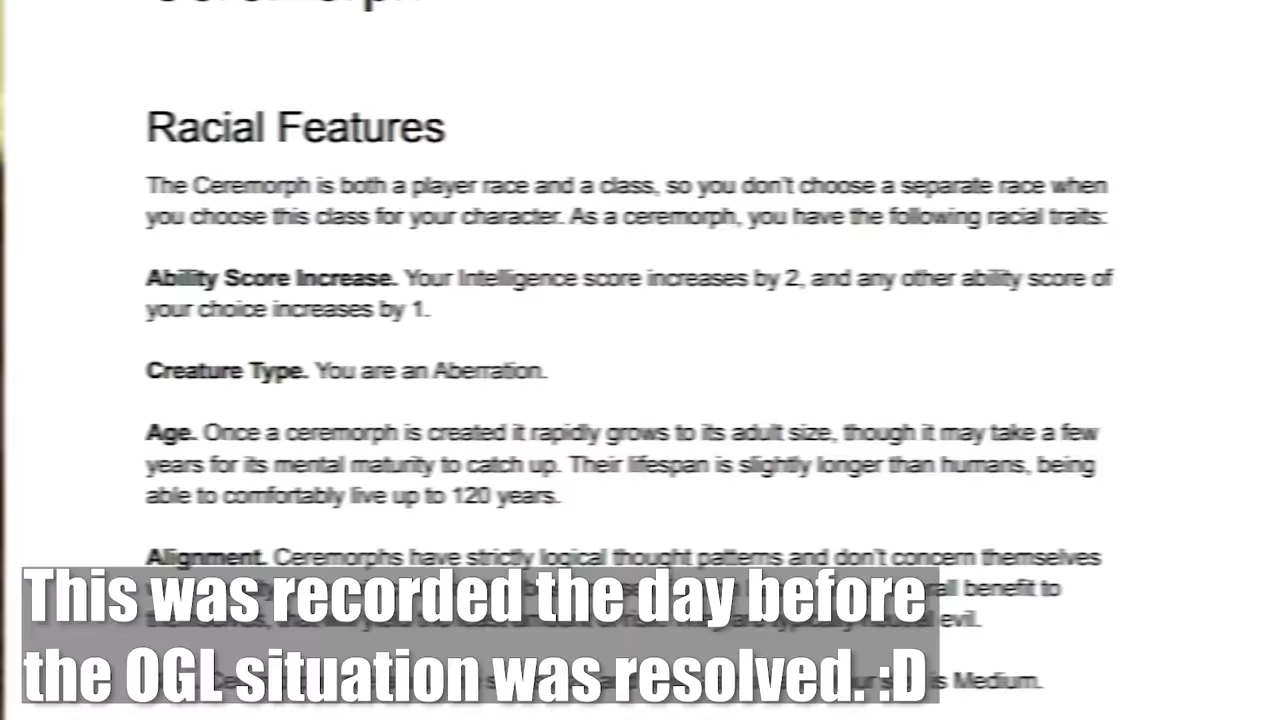 Racial Features
The Ceremorph is both a player race and a class, so you don't choose a separate race when
you choose this class for your character. As a ceremorph, you have the following racial traits:
Ability Score Increase. Your Intelligence score increases by 2, and any other ability score of
your choice increases by 1.
Creature Type. You are an Aberration.
Age. Once a ceremorph is created it rapidly grows to its adult size, though it may take a few
years for its mental maturity to catch up. Their lifespan is slightly longer than humans, being
able to comfortably live up to 120 years.
Alignment. Ceremorphs have strictly logical thought patterns and don't concern themselves
benefit to
evil.
is Medium.
This was recorded the day before
the OGL situation was resolved. :D